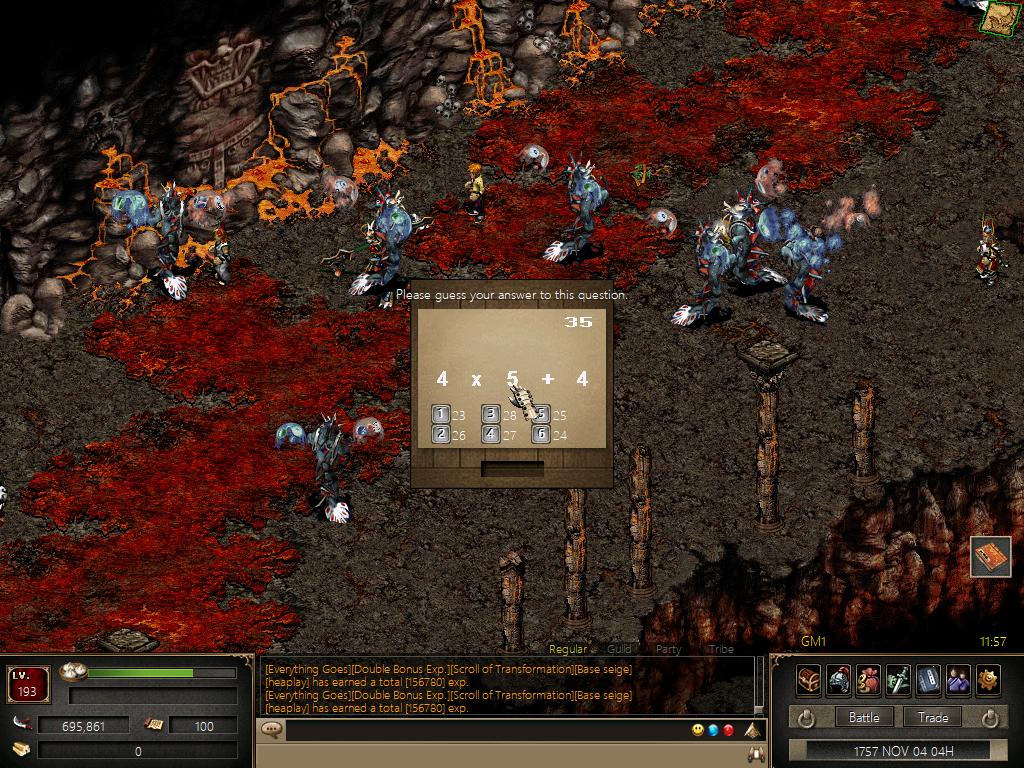 Please guess your answer to this question.
35
4 x 5 + 4
1 23 3 28 5 25
2 26 4 27 6 24
Regular Guild Party Tribe
GM1 11:57
LV.
193
695,861 100
0
[Everything Goes][Double Bonus Exp.][Scroll of Transformation][Base seige]
[heaplay] has earned a total [156780] exp.
[Everything Goes][Double Bonus Exp.][Scroll of Transformation][Base seige]
[heaplay] has earned a total [156780] exp.
Battle Trade
1757 NOV 04 04H